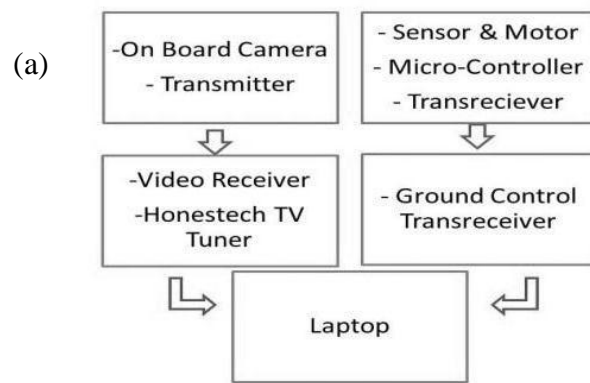 (a)
-On Board Camera
- Transmitter
- Sensor & Motor
- Micro-Controller
- Transreciever
-Video Receiver
-Honestech TV
Tuner
- Ground Control
Transreceiver
Laptop